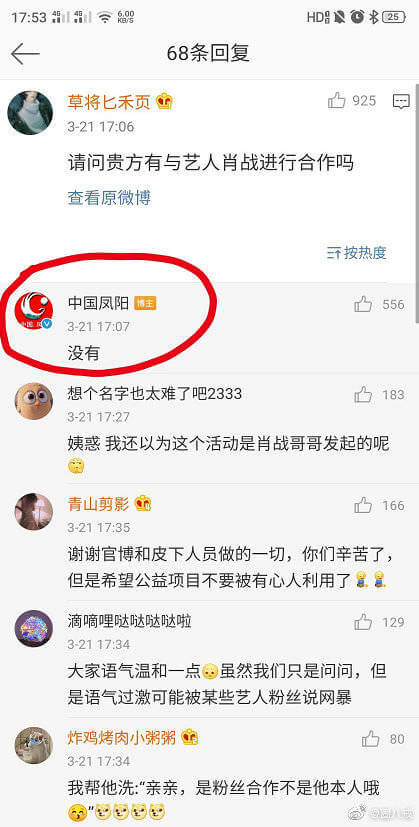 17:53 4G 4G 6.00 KB/s HD 25
68条回复
草将匕禾页
925
3-21 17:06
请问贵方有与艺人肖战进行合作吗
查看原微博
按热度
中国凤阳 博主
556
3-21 17:07
没有
想个名字也太难了吧2333
183
3-21 17:27
姨惑 我还以为这个活动是肖战哥哥发起的呢
青山剪影
166
3-21 17:35
谢谢官博和皮下人员做的一切，你们辛苦了，
但是希望公益项目不要被有心人利用了
滴嘀哩哒哒哒哒啦
129
3-21 17:34
大家语气温和一点虽然我们只是问问，但
是语气过激可能被某些艺人粉丝说网暴
炸鸡烤肉小粥粥
80
3-21 17:34
我帮他洗:“亲亲，是粉丝合作不是他本人哦
”